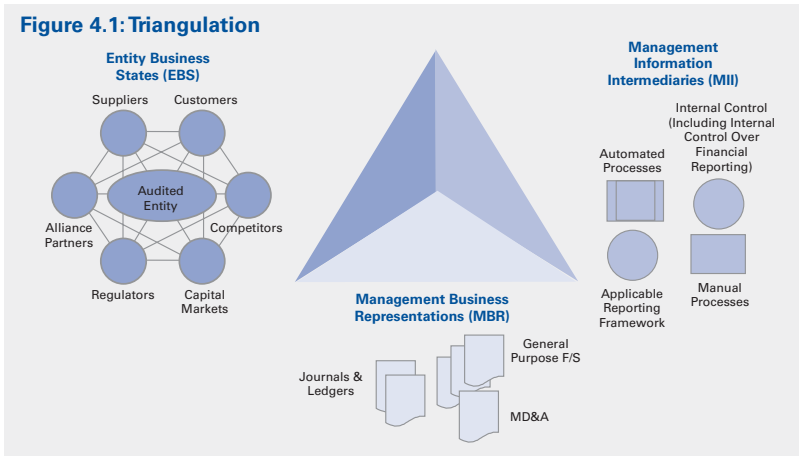 Figure 4.1: Triangulation
Entity Business
States (EBS)
Suppliers
Customers
Audited
Entity
Alliance
Partners
Competitors
Regulators
Capital
Markets
Management
Information
Intermediaries (MII)
Internal Control
(Including Internal
Control Over
Financial
Reporting)
Automated
Processes
Applicable
Reporting
Framework
Manual
Processes
Management Business
Representations (MBR)
General
Purpose F/S
Journals &
Ledgers
MD&A